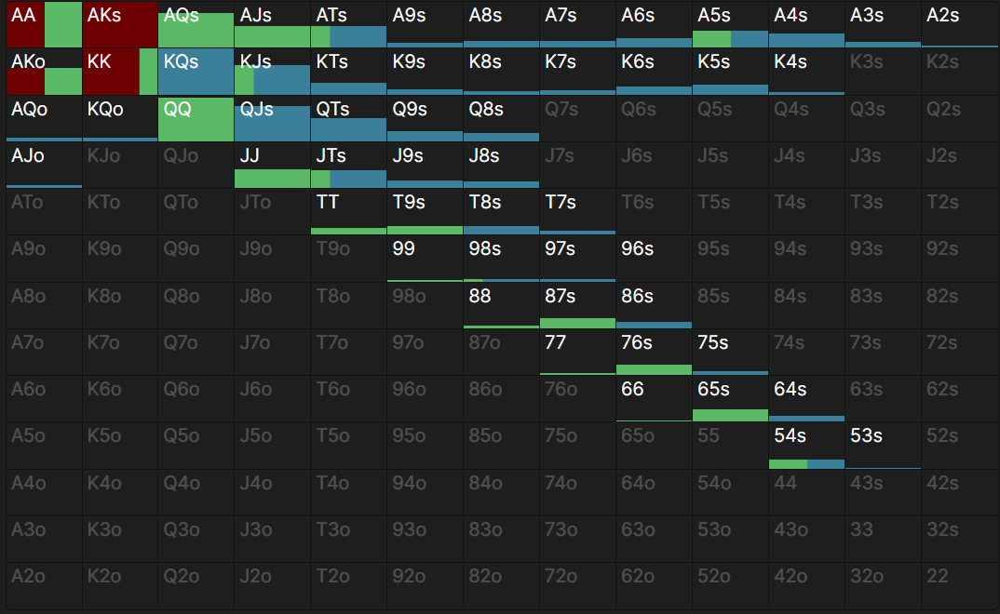 AA AKs AQs AJs ATs A9s A8s A7s A6s A5s A4s A3s A2s
AKo KK KQs KJs KTs K9s K8s K7s K6s K5s K4s K3s K2s
AQo KQo QQ QJs QTs Q9s Q8s Q7s Q6s Q5s Q4s Q3s Q2s
AJo KJo QJo JJ JTs J9s J8s J7s J6s J5s J4s J3s J2s
ATo KTo QTo JTo TT T9s T8s T7s T6s T5s T4s T3s T2s
A9o K9o Q9o J9o T9o 99 98s 97s 96s 95s 94s 93s 92s
A8o K8o Q8o J8o T8o 98o 88 87s 86s 85s 84s 83s 82s
A7o K7o Q7o J7o T7o 97o 87o 77 76s 75s 74s 73s 72s
A6o K6o Q6o J6o T6o 96o 86o 76o 66 65s 64s 63s 62s
A5o K5o Q5o J5o T5o 95o 85o 75o 65o 55 54s 53s 52s
A4o K4o Q4o J4o T4o 94o 84o 74o 64o 54o 44 43s 42s
A3o K3o Q3o J3o T3o 93o 83o 73o 63o 53o 43o 33 32s
A2o K2o Q2o J2o T2o 92o 82o 72o 62o 52o 42o 32o 22